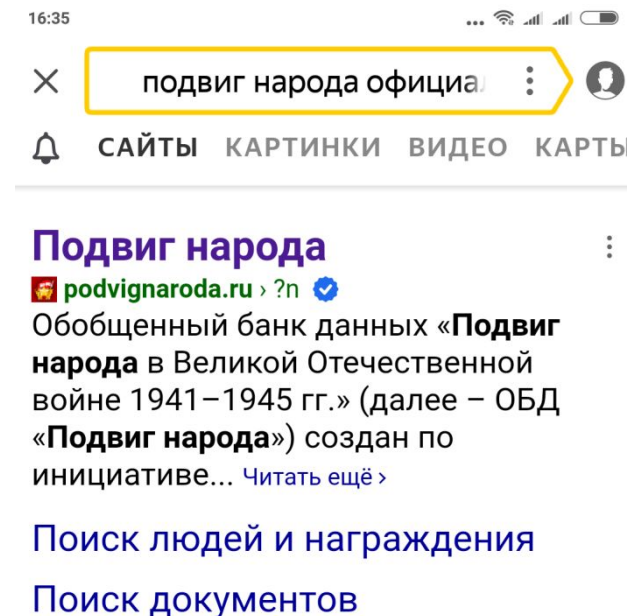 16:35
подвиг народа официа
САЙТЫ КАРТИНКИ ВИДЕО КАРТЫ
Подвиг народа
podvignaroda.ru › ?n
Обобщенный банк данных «Подвиг
народа в Великой Отечественной
войне 1941–1945 гг.» (далее – ОБД
«Подвиг народа») создан по
инициативе... Читать ещё ›
Поиск людей и награждения
Поиск документов